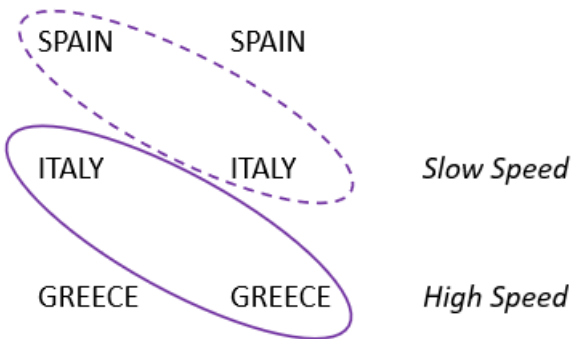 SPAIN SPAIN
ITALY ITALY Slow Speed
GREECE GREECE High Speed